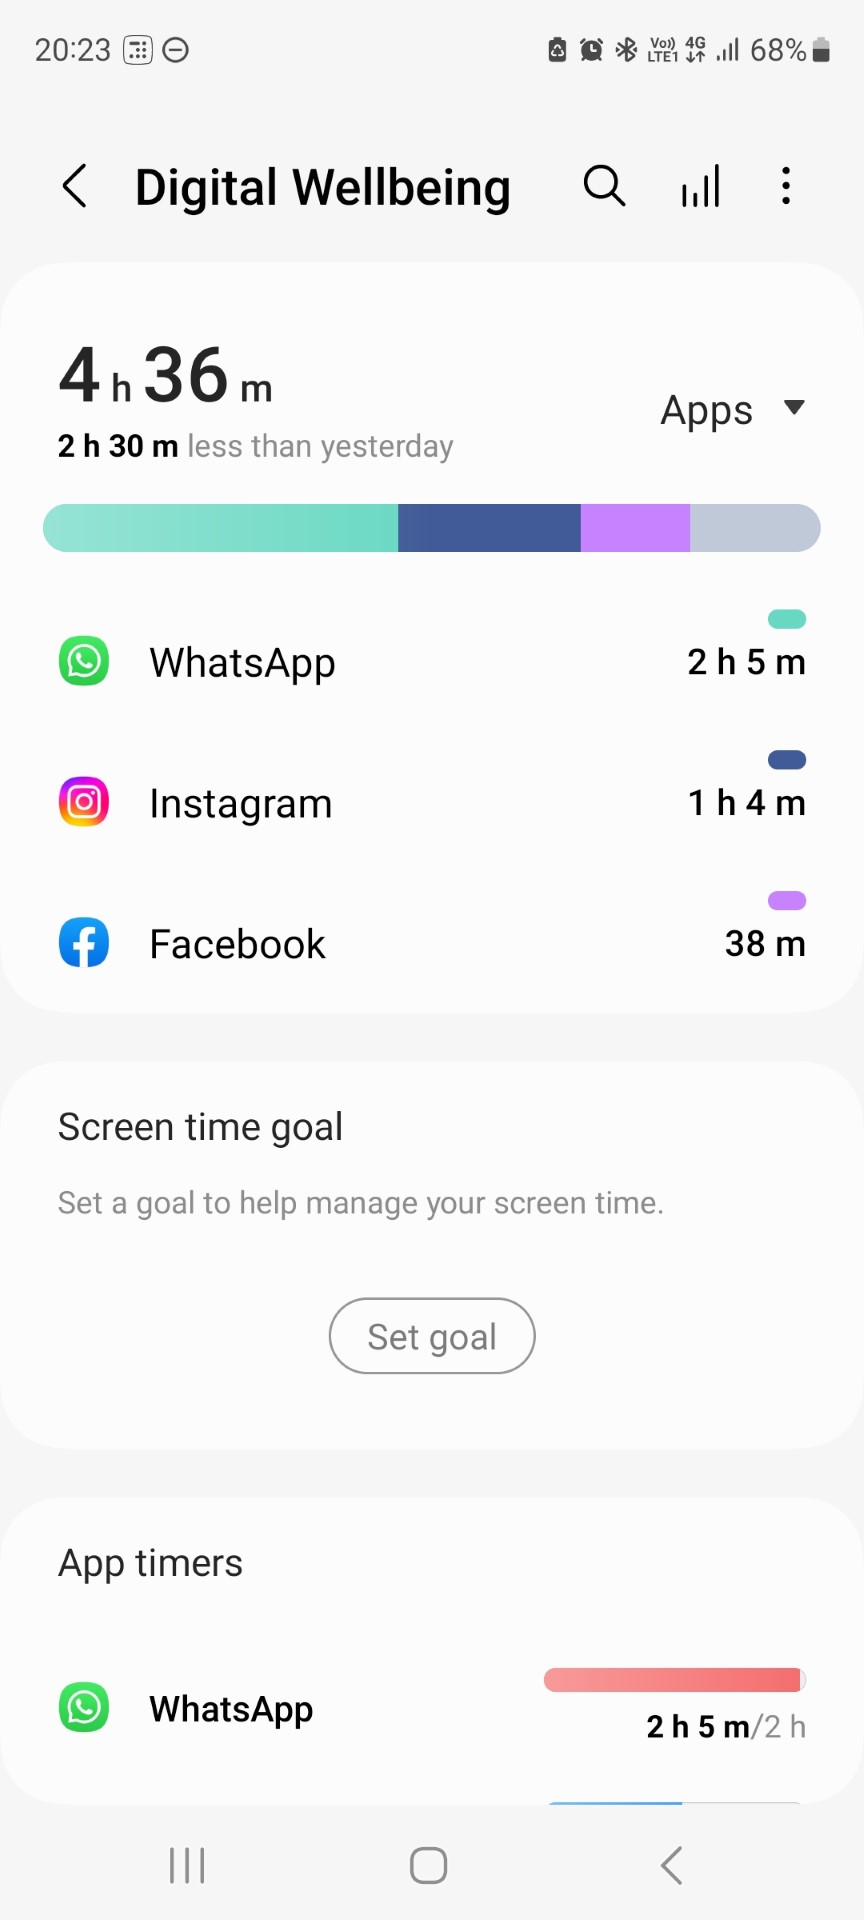 20:23 Vo)) LTE1 4G 68%
Digital Wellbeing
4 h 36 m
2 h 30 m less than yesterday
Apps
WhatsApp 2 h 5 m
Instagram 1 h 4 m
Facebook 38 m
Screen time goal
Set a goal to help manage your screen time.
Set goal
App timers
WhatsApp 2 h 5 m/2 h